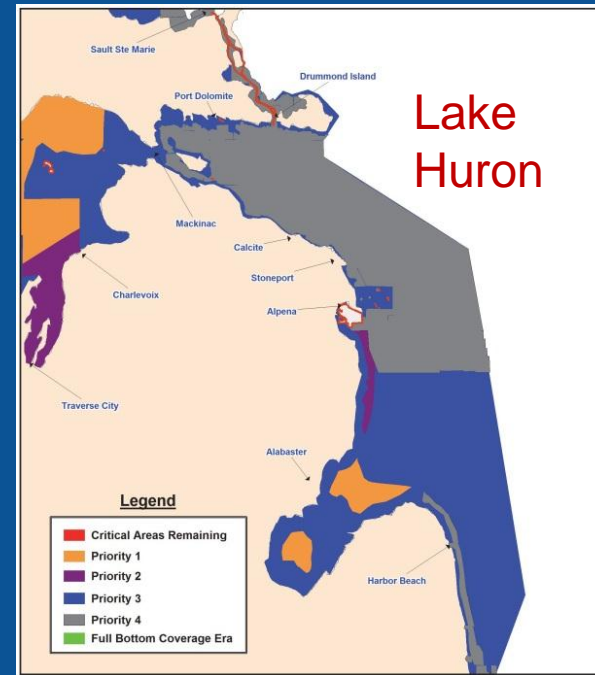 Sault Ste Marie
Drummond Island
Port Dolomite
Lake
Huron
Mackinac
Calcite
Stoneport
Charlevoix
Alpena
Traverse City
Alabaster
Legend
Critical Areas Remaining
Priority 1
Priority 2
Priority 3
Priority 4
Full Bottom Coverage Era
Harbor Beach